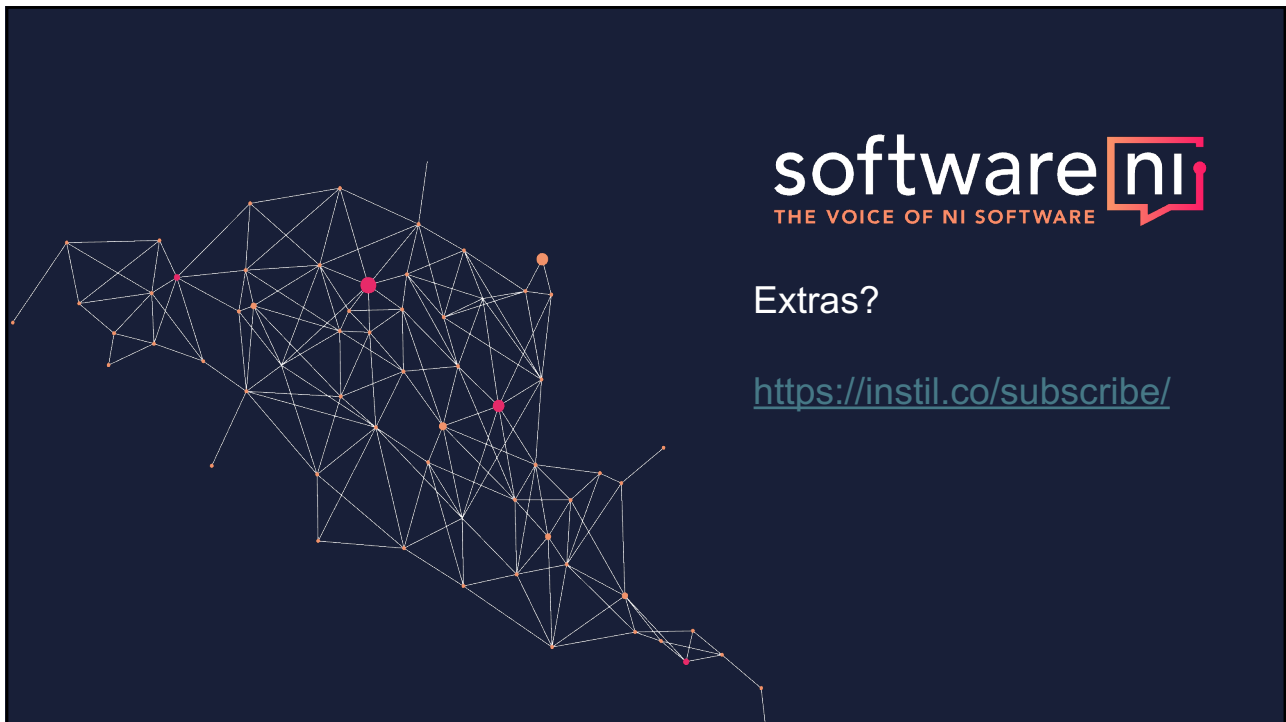 software ni
THE VOICE OF NI SOFTWARE
Extras?
https://instil.co/subscribe/